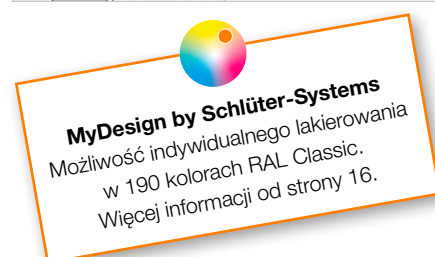 MyDesign by Schlüter-Systems
Możliwość indywidualnego lakierowania
w 190 kolorach RAL Classic.
Więcej informacji od strony 16.